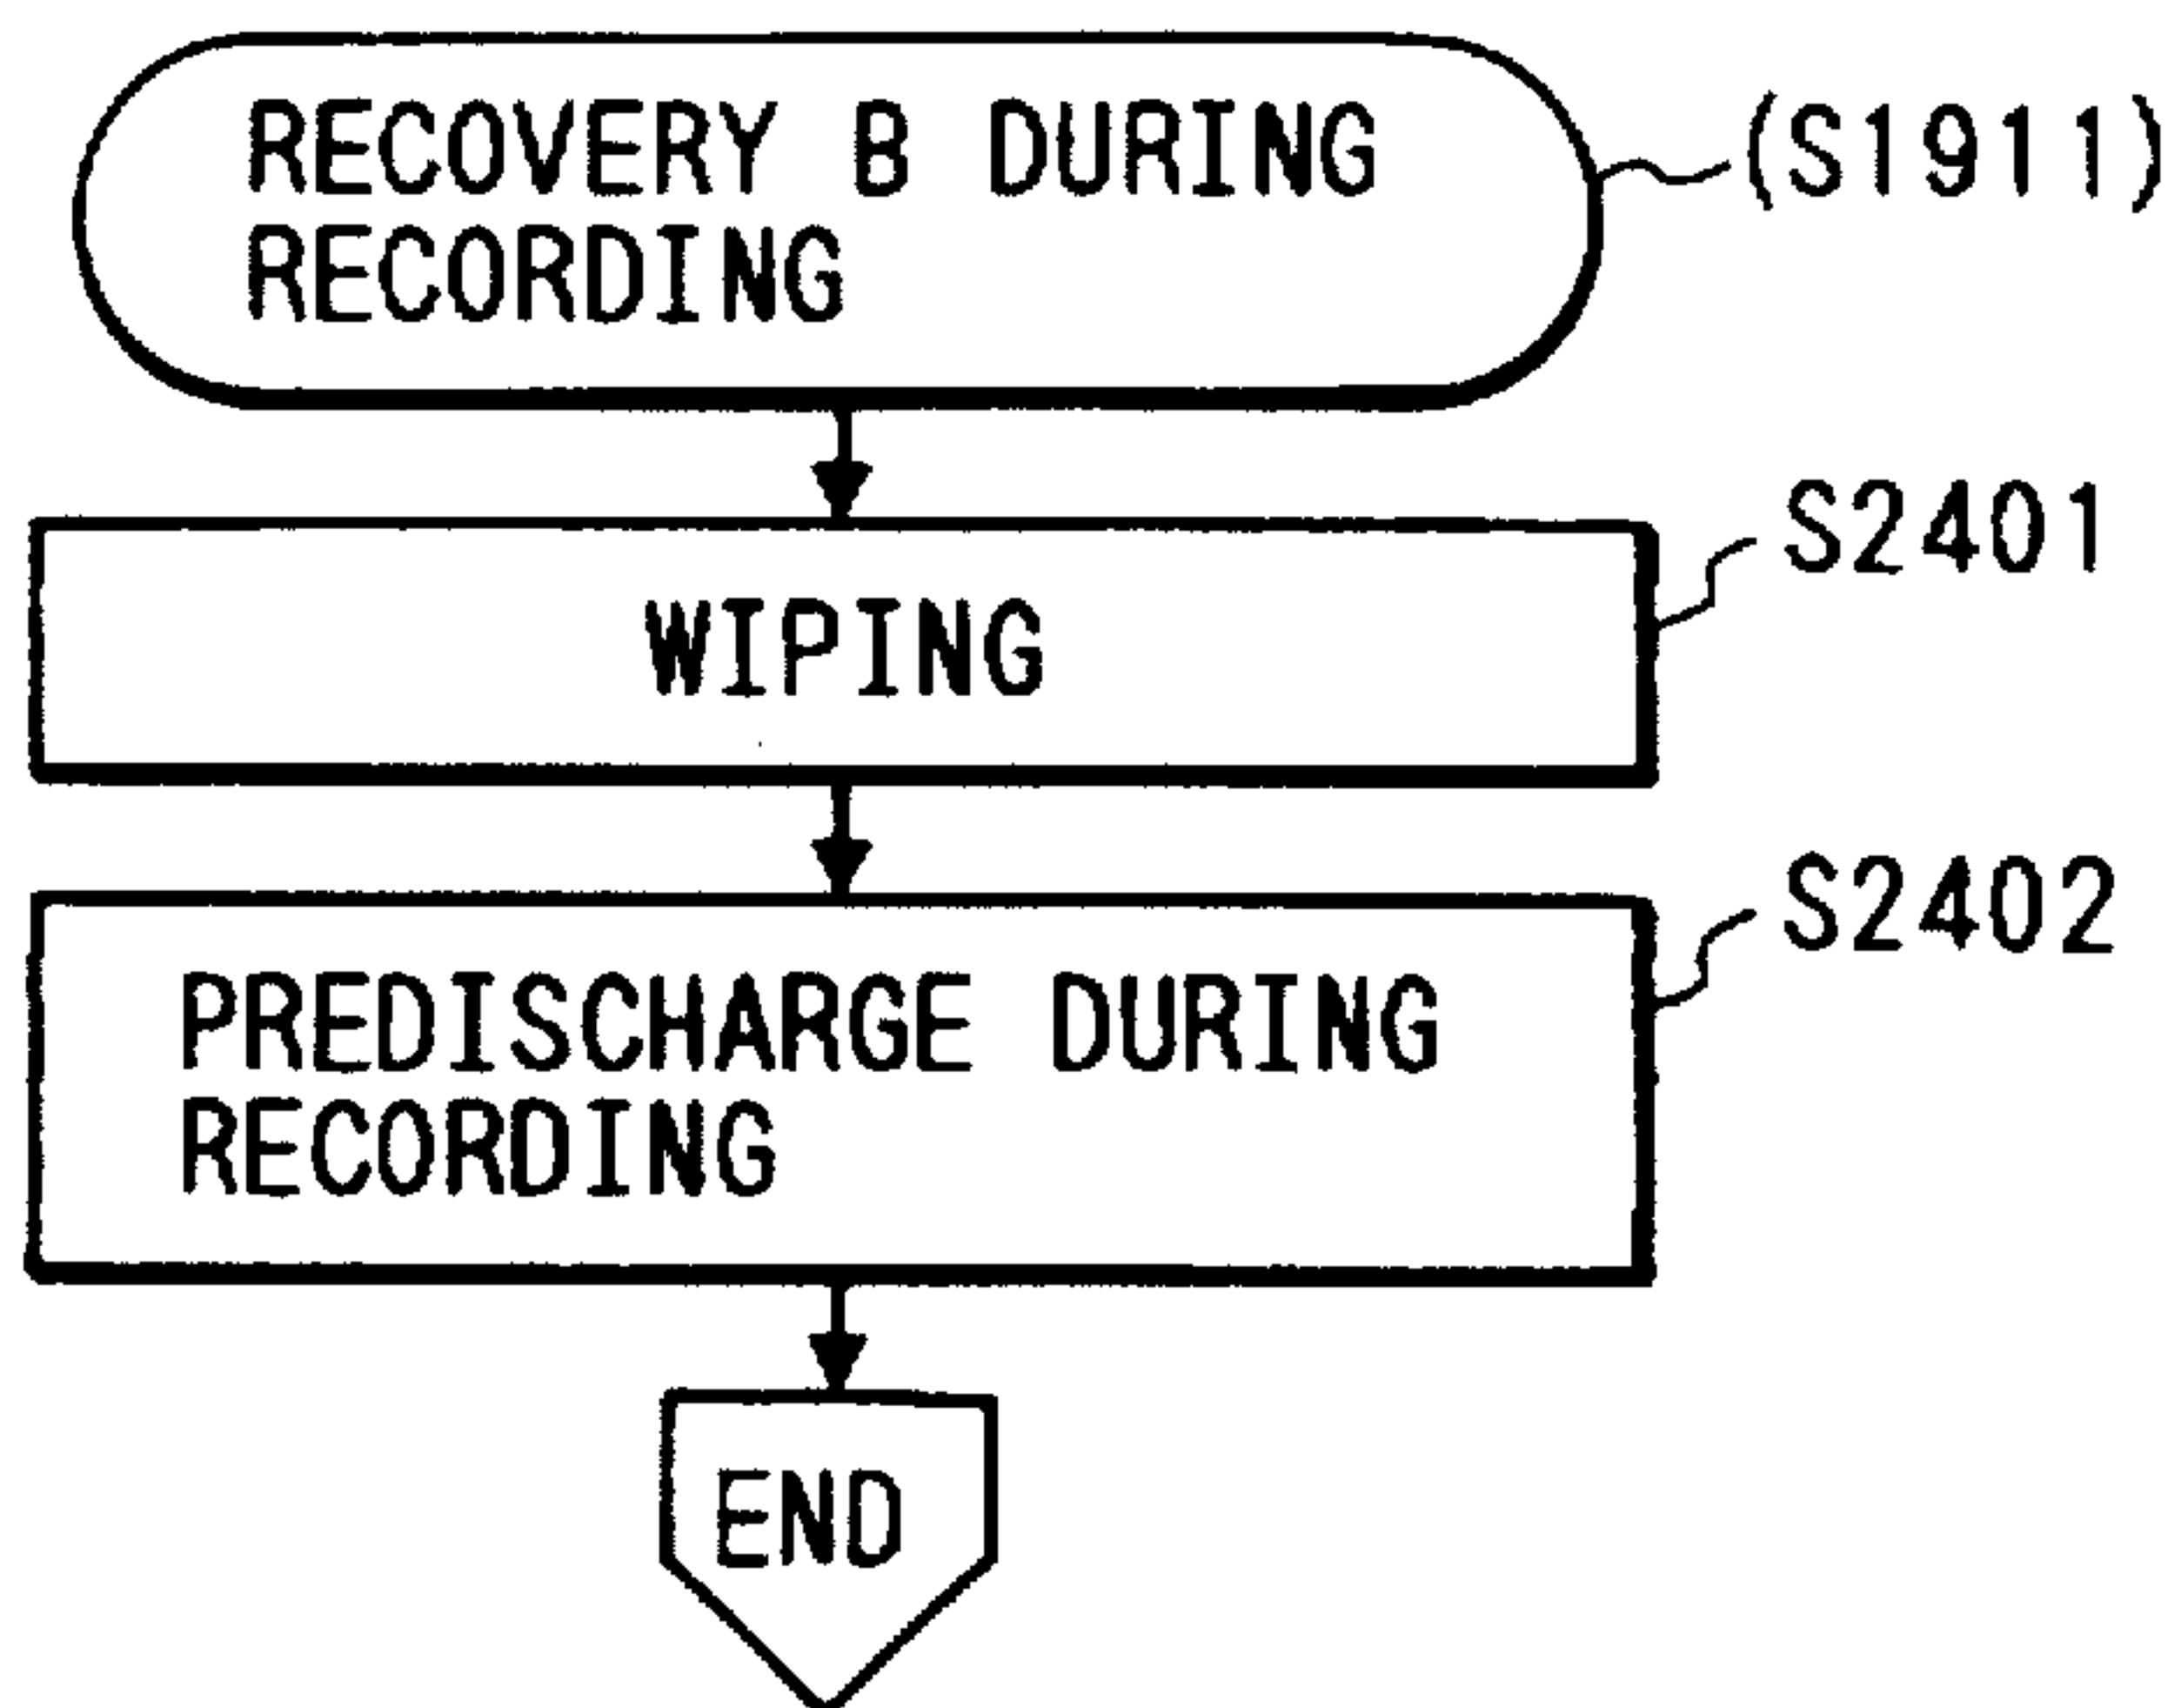 RECOVERY B DURING
RECORDING
(S1911)
WIPING
S2401
PREDISCHARGE DURING
RECORDING
S2402
END